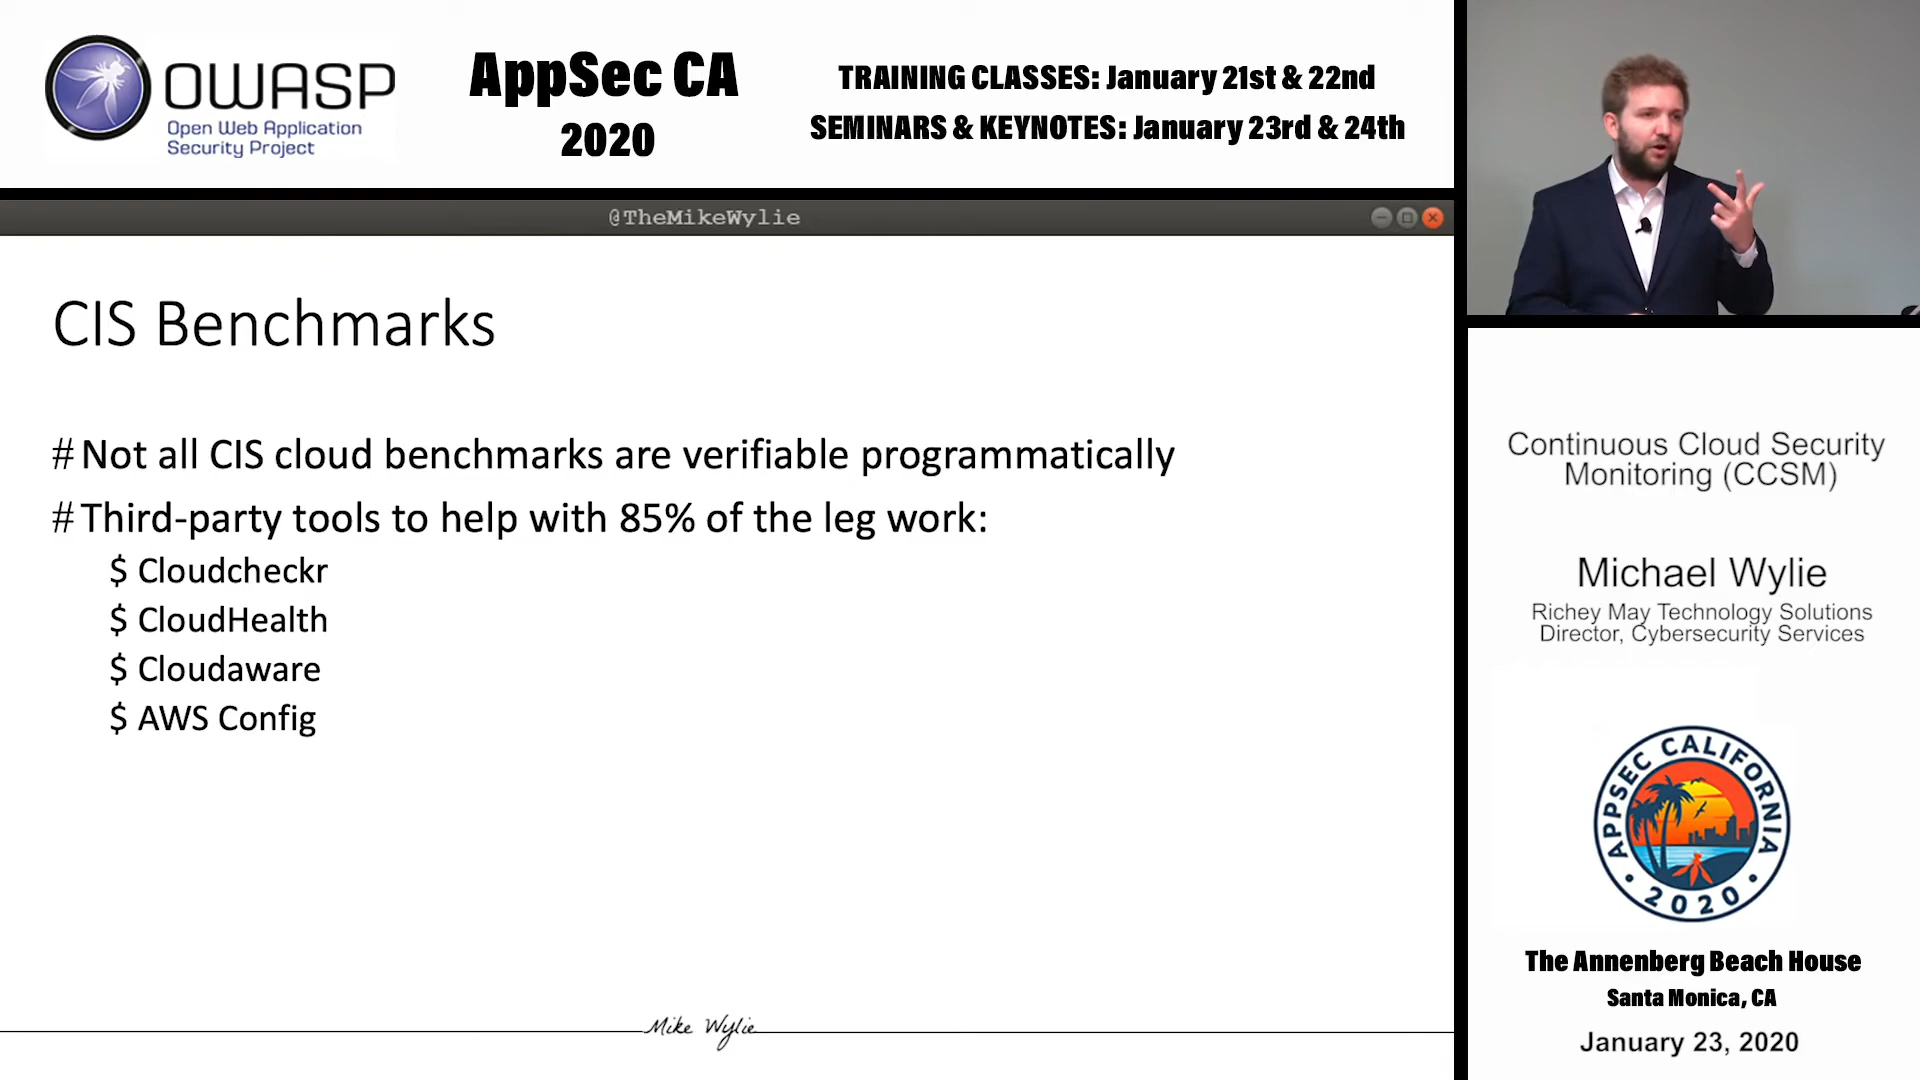 OWASP
Open Web Application
Security Project
AppSec CA
2020
TRAINING CLASSES: January 21st & 22nd
SEMINARS & KEYNOTES: January 23rd & 24th
@TheMikeWylie
CIS Benchmarks
# Not all CIS cloud benchmarks are verifiable programmatically
# Third-party tools to help with 85% of the leg work:
$ Cloudcheckr
$ CloudHealth
$ Cloudaware
$ AWS Config
Mike Wylie
Continuous Cloud Security
Monitoring (CCSM)
Michael Wylie
Richey May Technology Solutions
Director, Cybersecurity Services
APPSEC CALIFORNIA
• 2020 •
The Annenberg Beach House
Santa Monica, CA
January 23, 2020